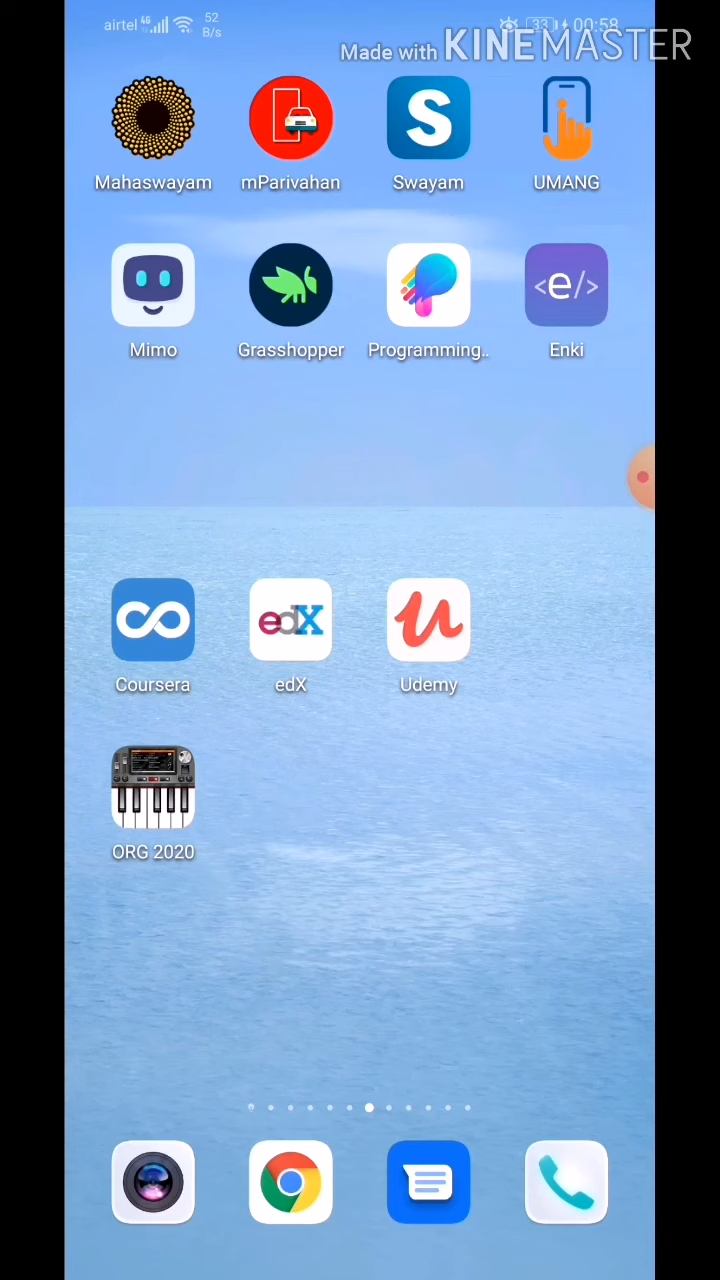 airtel 4G 52 B/s 33 00:58
Made with KINEMASTER
Mahaswayam mParivahan Swayam UMANG
S
<e/>
Mimo Grasshopper Programming.. Enki
edX
Coursera edX Udemy
ORG 2020